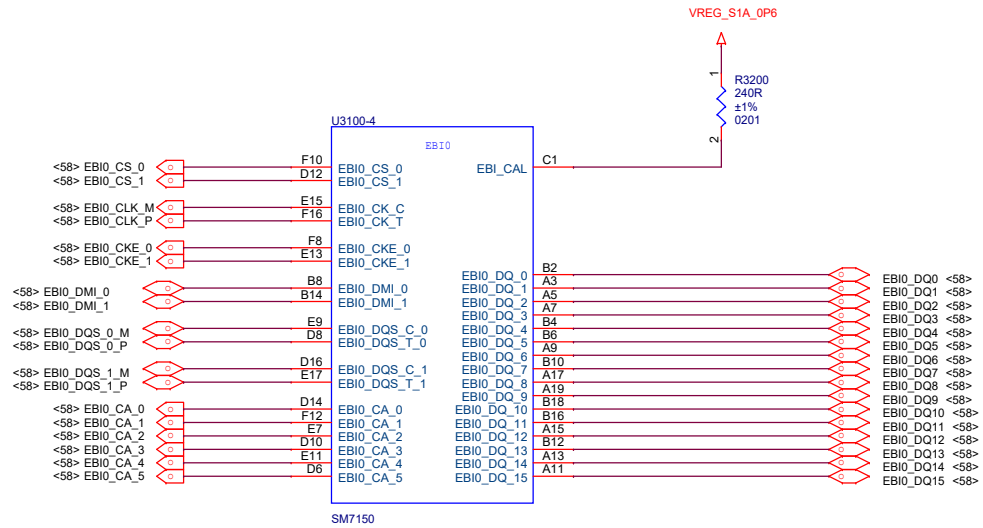 VREG_S1A_0P6
1
R3200
240R
±1%
0201
2
U3100-4
EBI0
<58> EBI0_CS_0 F10 EBI0_CS_0 EBI_CAL C1
<58> EBI0_CS_1 D12 EBI0_CS_1
<58> EBI0_CLK_M E15 EBI0_CK_C
<58> EBI0_CLK_P F16 EBI0_CK_T
<58> EBI0_CKE_0 F8 EBI0_CKE_0
<58> EBI0_CKE_1 E13 EBI0_CKE_1
EBI0_DQ_0 B2 EBI0_DQ0 <58>
<58> EBI0_DMI_0 B8 EBI0_DMI_0 EBI0_DQ_1 A3 EBI0_DQ1 <58>
<58> EBI0_DMI_1 B14 EBI0_DMI_1 EBI0_DQ_2 A5 EBI0_DQ2 <58>
EBI0_DQ_3 A7 EBI0_DQ3 <58>
<58> EBI0_DQS_0_M E9 EBI0_DQS_C_0 EBI0_DQ_4 B4 EBI0_DQ4 <58>
<58> EBI0_DQS_0_P D8 EBI0_DQS_T_0 EBI0_DQ_5 B6 EBI0_DQ5 <58>
EBI0_DQ_6 A9 EBI0_DQ6 <58>
<58> EBI0_DQS_1_M D16 EBI0_DQS_C_1 EBI0_DQ_7 B10 EBI0_DQ7 <58>
<58> EBI0_DQS_1_P E17 EBI0_DQS_T_1 EBI0_DQ_8 A17 EBI0_DQ8 <58>
EBI0_DQ_9 A19 EBI0_DQ9 <58>
<58> EBI0_CA_0 D14 EBI0_CA_0 EBI0_DQ_10 B18 EBI0_DQ10 <58>
<58> EBI0_CA_1 F12 EBI0_CA_1 EBI0_DQ_11 B16 EBI0_DQ11 <58>
<58> EBI0_CA_2 E7 EBI0_CA_2 EBI0_DQ_12 A15 EBI0_DQ12 <58>
<58> EBI0_CA_3 D10 EBI0_CA_3 EBI0_DQ_13 B12 EBI0_DQ13 <58>
<58> EBI0_CA_4 E11 EBI0_CA_4 EBI0_DQ_14 A13 EBI0_DQ14 <58>
<58> EBI0_CA_5 D6 EBI0_CA_5 EBI0_DQ_15 A11 EBI0_DQ15 <58>
SM7150